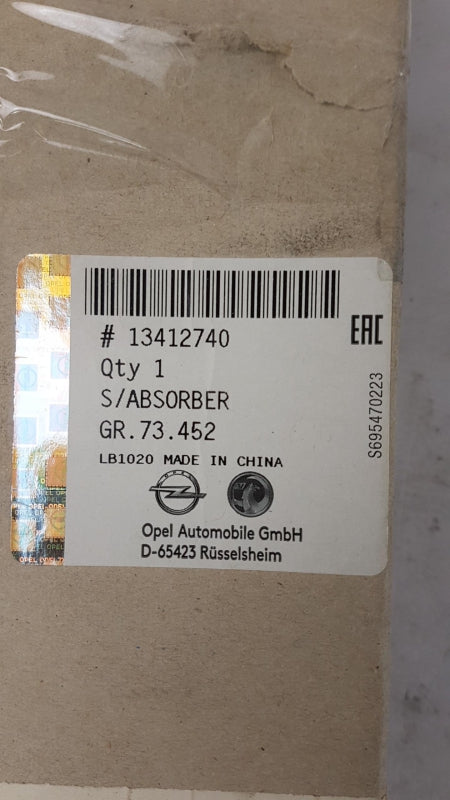 # 13412740
Qty 1
S/ABSORBER
GR.73.452
LB1020 MADE IN CHINA
Opel Automobile GmbH
D-65423 Rüsselsheim
EAC
S695470223